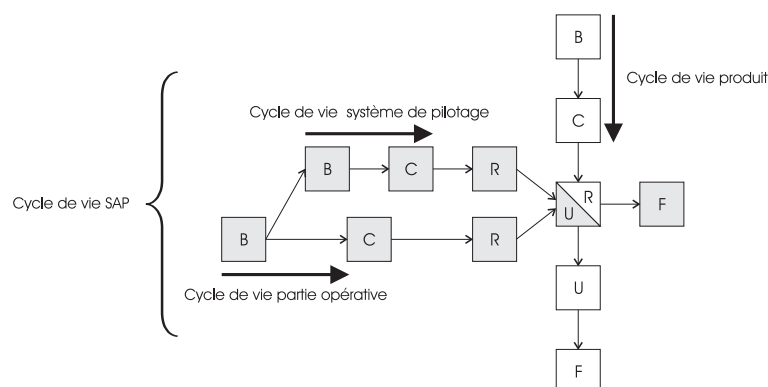 B
Cycle de vie produit
Cycle de vie système de pilotage
C
B
C
R
Cycle de vie SAP
R
U
F
B
C
R
Cycle de vie partie opérative
U
F